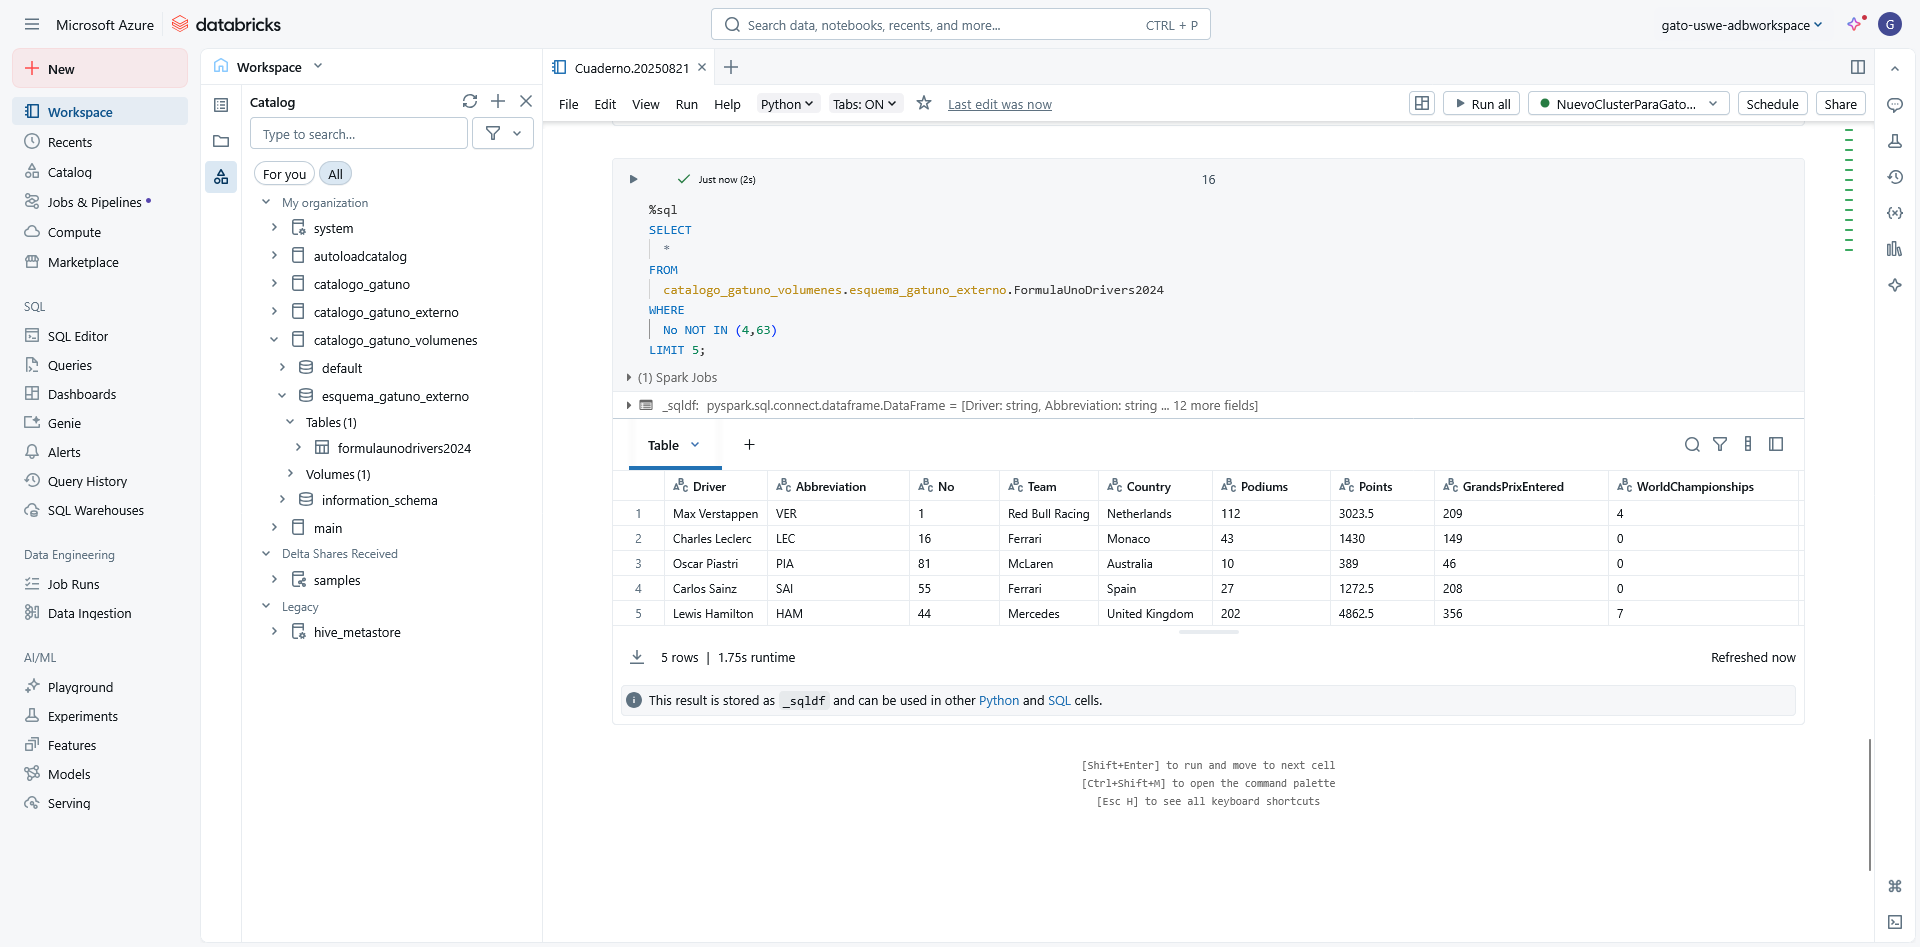 Microsoft Azure
databricks
Search data, notebooks, recents, and more...
CTRL + P
gato-uswe-adbworkspace
G
New
Workspace
Recents
Catalog
Jobs & Pipelines
Compute
Marketplace
SQL
SQL Editor
Queries
Dashboards
Genie
Alerts
Query History
SQL Warehouses
Data Engineering
Job Runs
Data Ingestion
AI/ML
Playground
Experiments
Features
Models
Serving
Workspace
Catalog
Type to search...
For you
All
My organization
system
autoloadcatalog
catalogo_gatuno
catalogo_gatuno_externo
catalogo_gatuno_volumenes
default
esquema_gatuno_externo
Tables (1)
formulaunodrivers2024
Volumes (1)
information_schema
main
Delta Shares Received
samples
Legacy
hive_metastore
Cuaderno.20250821
File Edit View Run Help Python Tabs: ON Last edit was now
Run all
NuevoClusterParaGato...
Schedule
Share
Just now (2s)
16
%sql
SELECT
*
FROM
catalogo_gatuno_volumenes.esquema_gatuno_externo.FormulaUnoDrivers2024
WHERE
No NOT IN (4,63)
LIMIT 5;
(1) Spark Jobs
_sqldf: pyspark.sql.connect.dataframe.DataFrame = [Driver: string, Abbreviation: string ... 12 more fields]
Table
Driver Abbreviation No Team Country Podiums Points GrandsPrixEntered WorldChampionships
1 Max Verstappen VER 1 Red Bull Racing Netherlands 112 3023.5 209 4
2 Charles Leclerc LEC 16 Ferrari Monaco 43 1430 149 0
3 Oscar Piastri PIA 81 McLaren Australia 10 389 46 0
4 Carlos Sainz SAI 55 Ferrari Spain 27 1272.5 208 0
5 Lewis Hamilton HAM 44 Mercedes United Kingdom 202 4862.5 356 7
5 rows | 1.75s runtime
Refreshed now
This result is stored as _sqldf and can be used in other Python and SQL cells.
[Shift+Enter] to run and move to next cell
[Ctrl+Shift+M] to open the command palette
[Esc H] to see all keyboard shortcuts